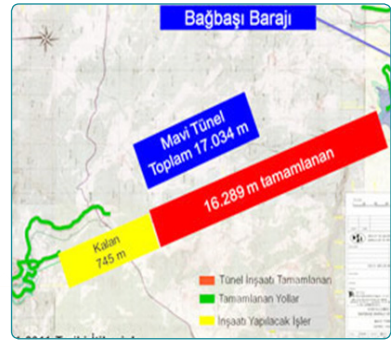 Bağbaşı Barajı
Mavi Tünel
Toplam 17.034 m
16.289 m tamamlanan
Kalan
745 m
Tünel İnşaatı Tamamlanan
Tamamlanan Yollar
İnşaatı Yapılacak İşler